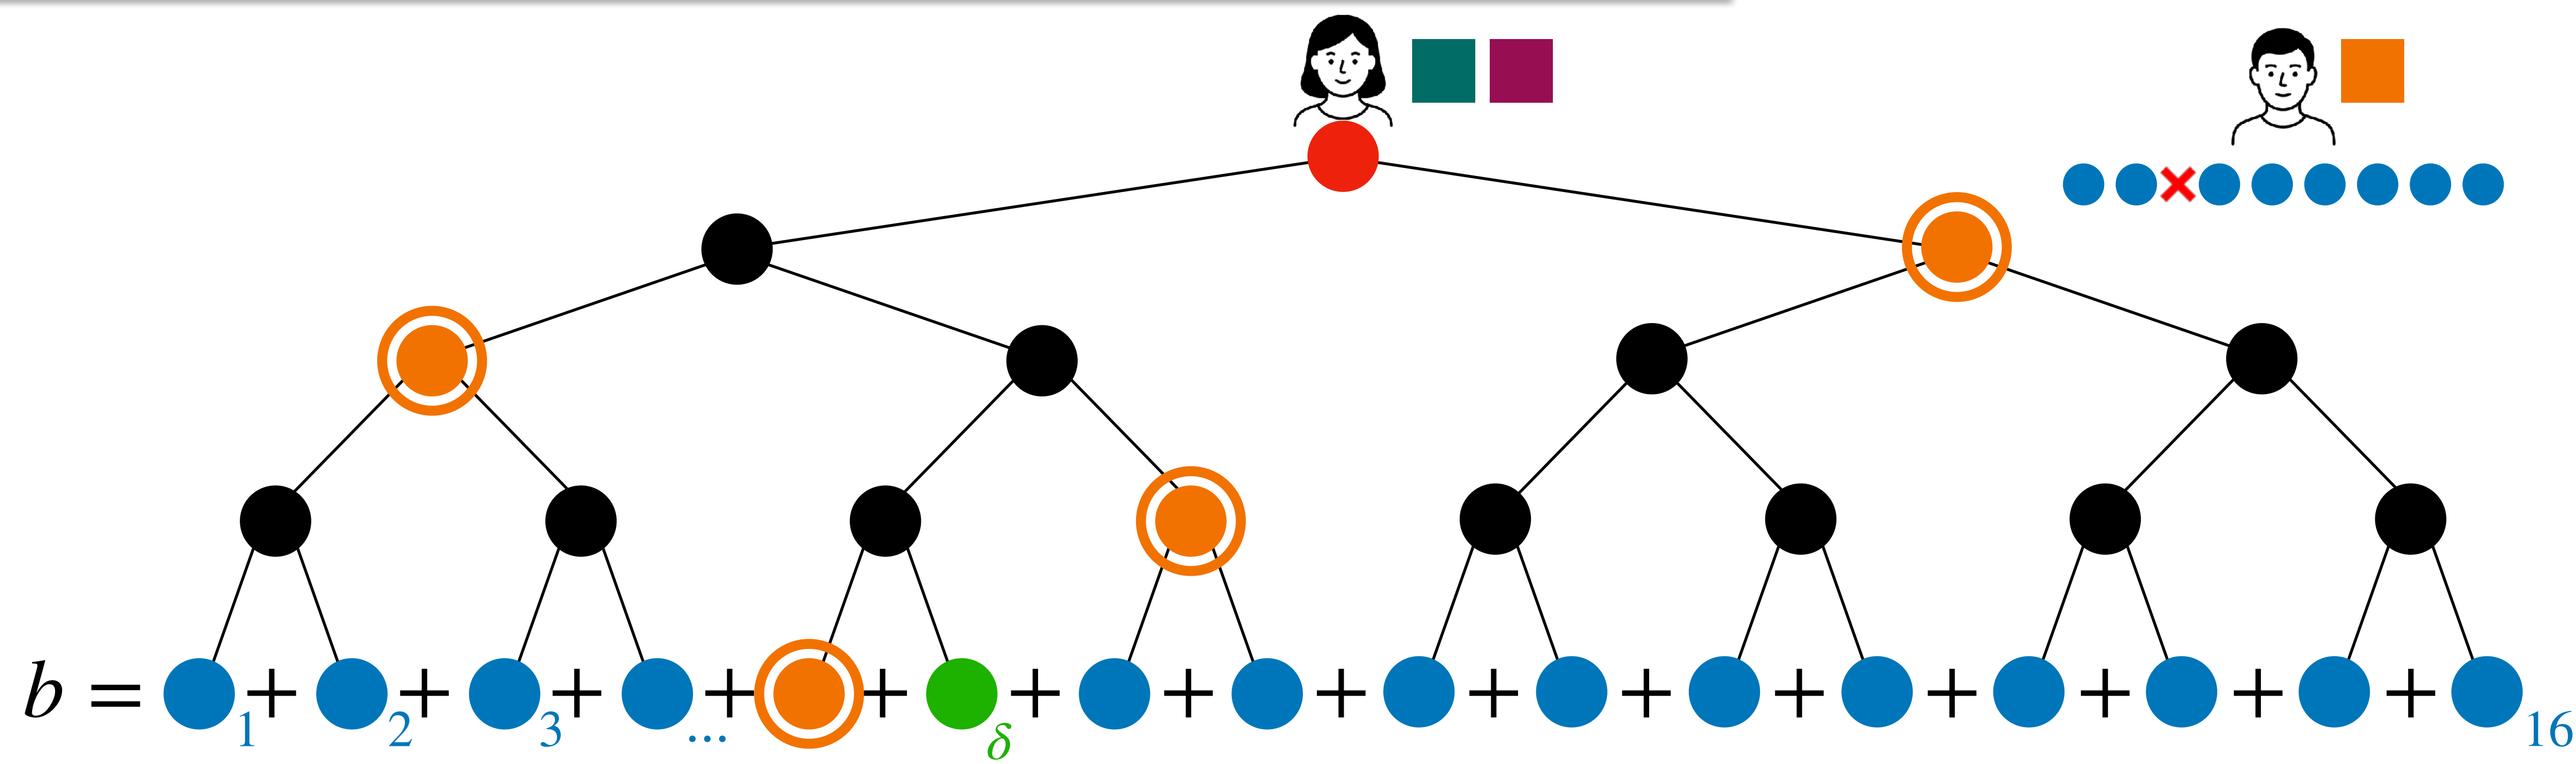 b = + + + + + + + + + + + + + + +
1 2 3 ... δ 16